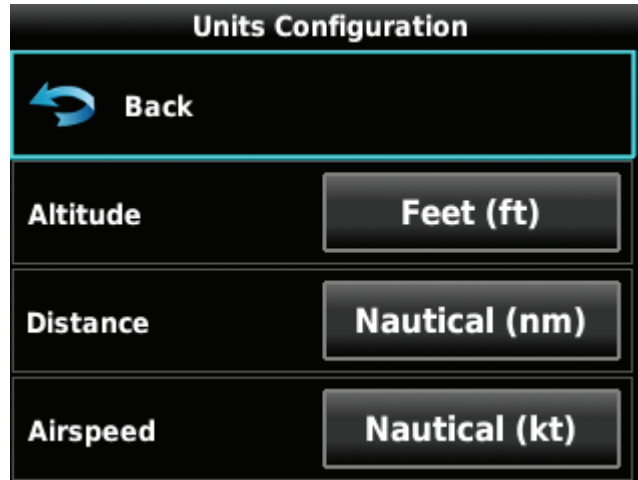 Units Configuration
Back
Altitude Feet (ft)
Distance Nautical (nm)
Airspeed Nautical (kt)